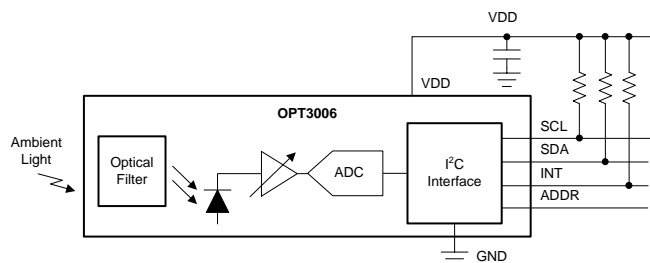 VDD
VDD
OPT3006
Ambient
Light
Optical
Filter
ADC
I²C
Interface
SCL
SDA
INT
ADDR
GND